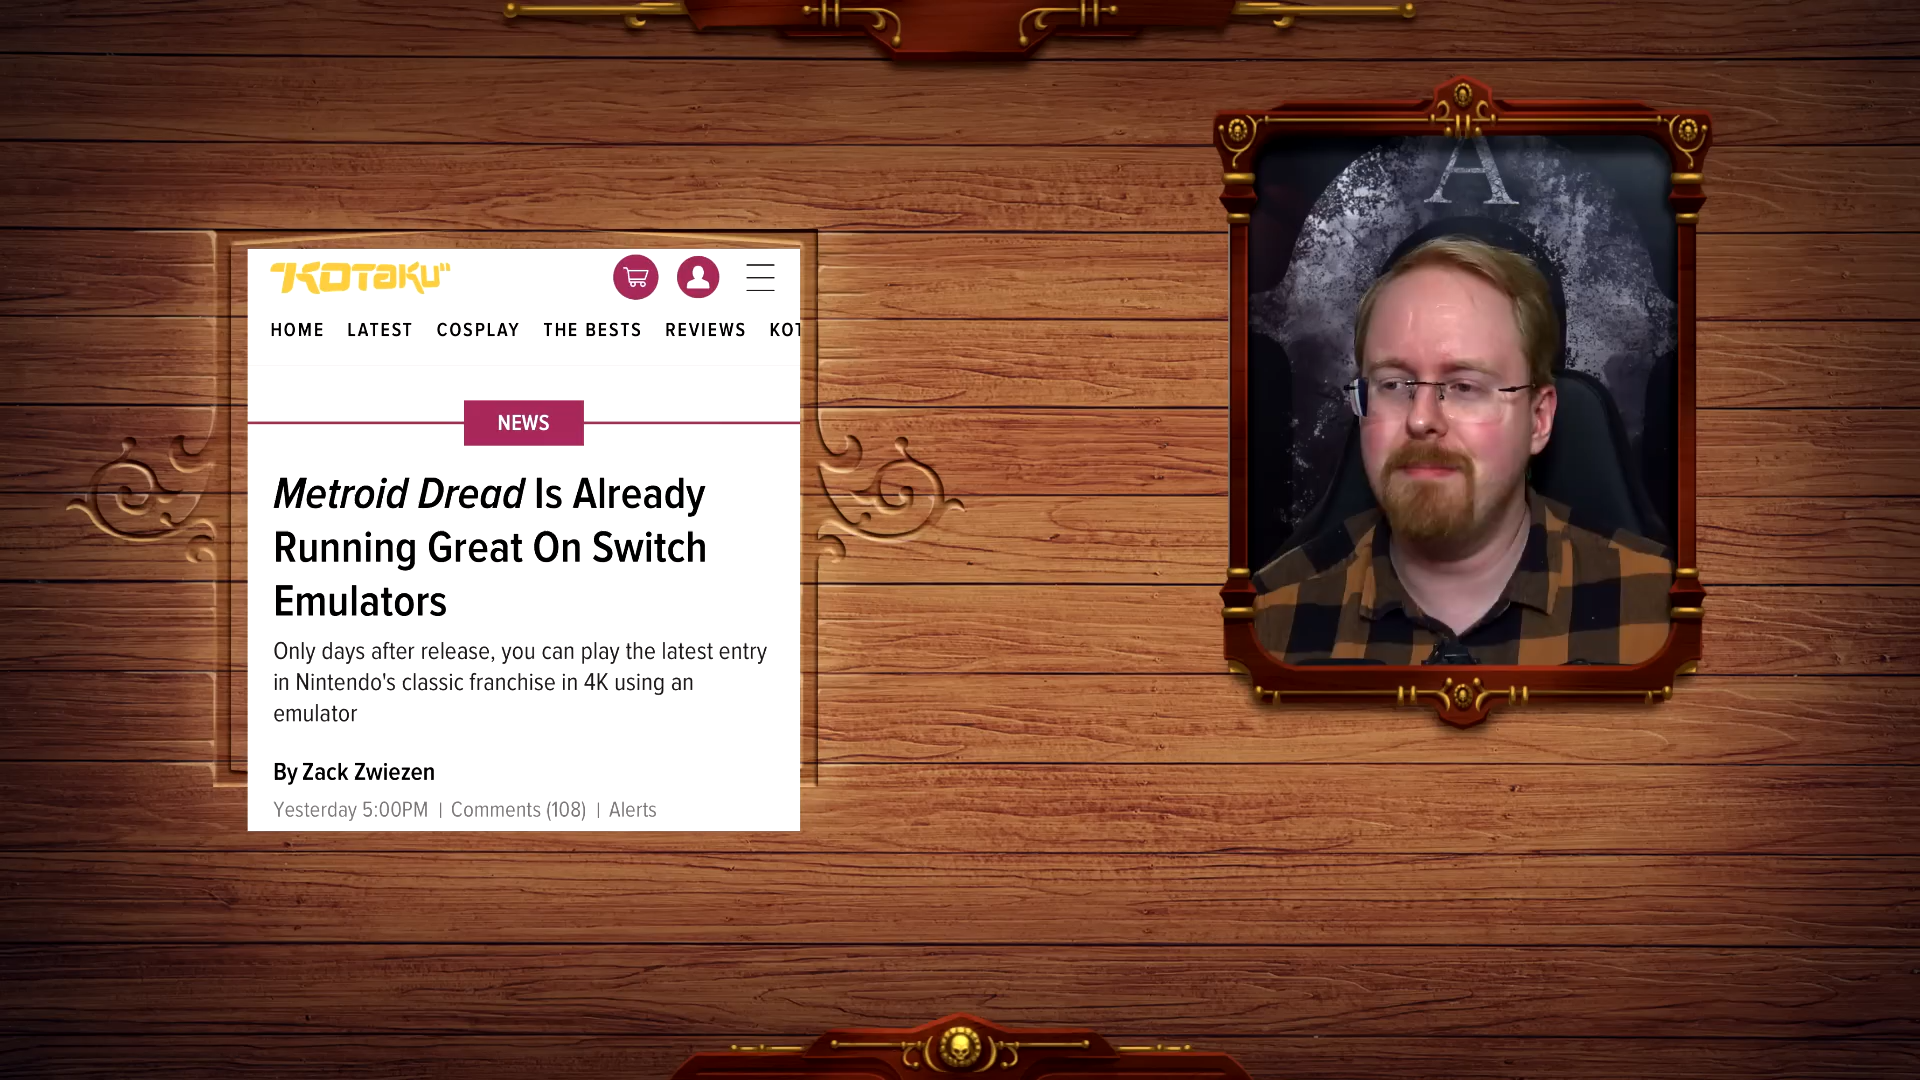 KOTAKU
HOME LATEST COSPLAY THE BESTS REVIEWS KOT
NEWS
Metroid Dread Is Already
Running Great On Switch
Emulators
Only days after release, you can play the latest entry
in Nintendo's classic franchise in 4K using an
emulator
By Zack Zwiezen
Yesterday 5:00PM | Comments (108) | Alerts
A